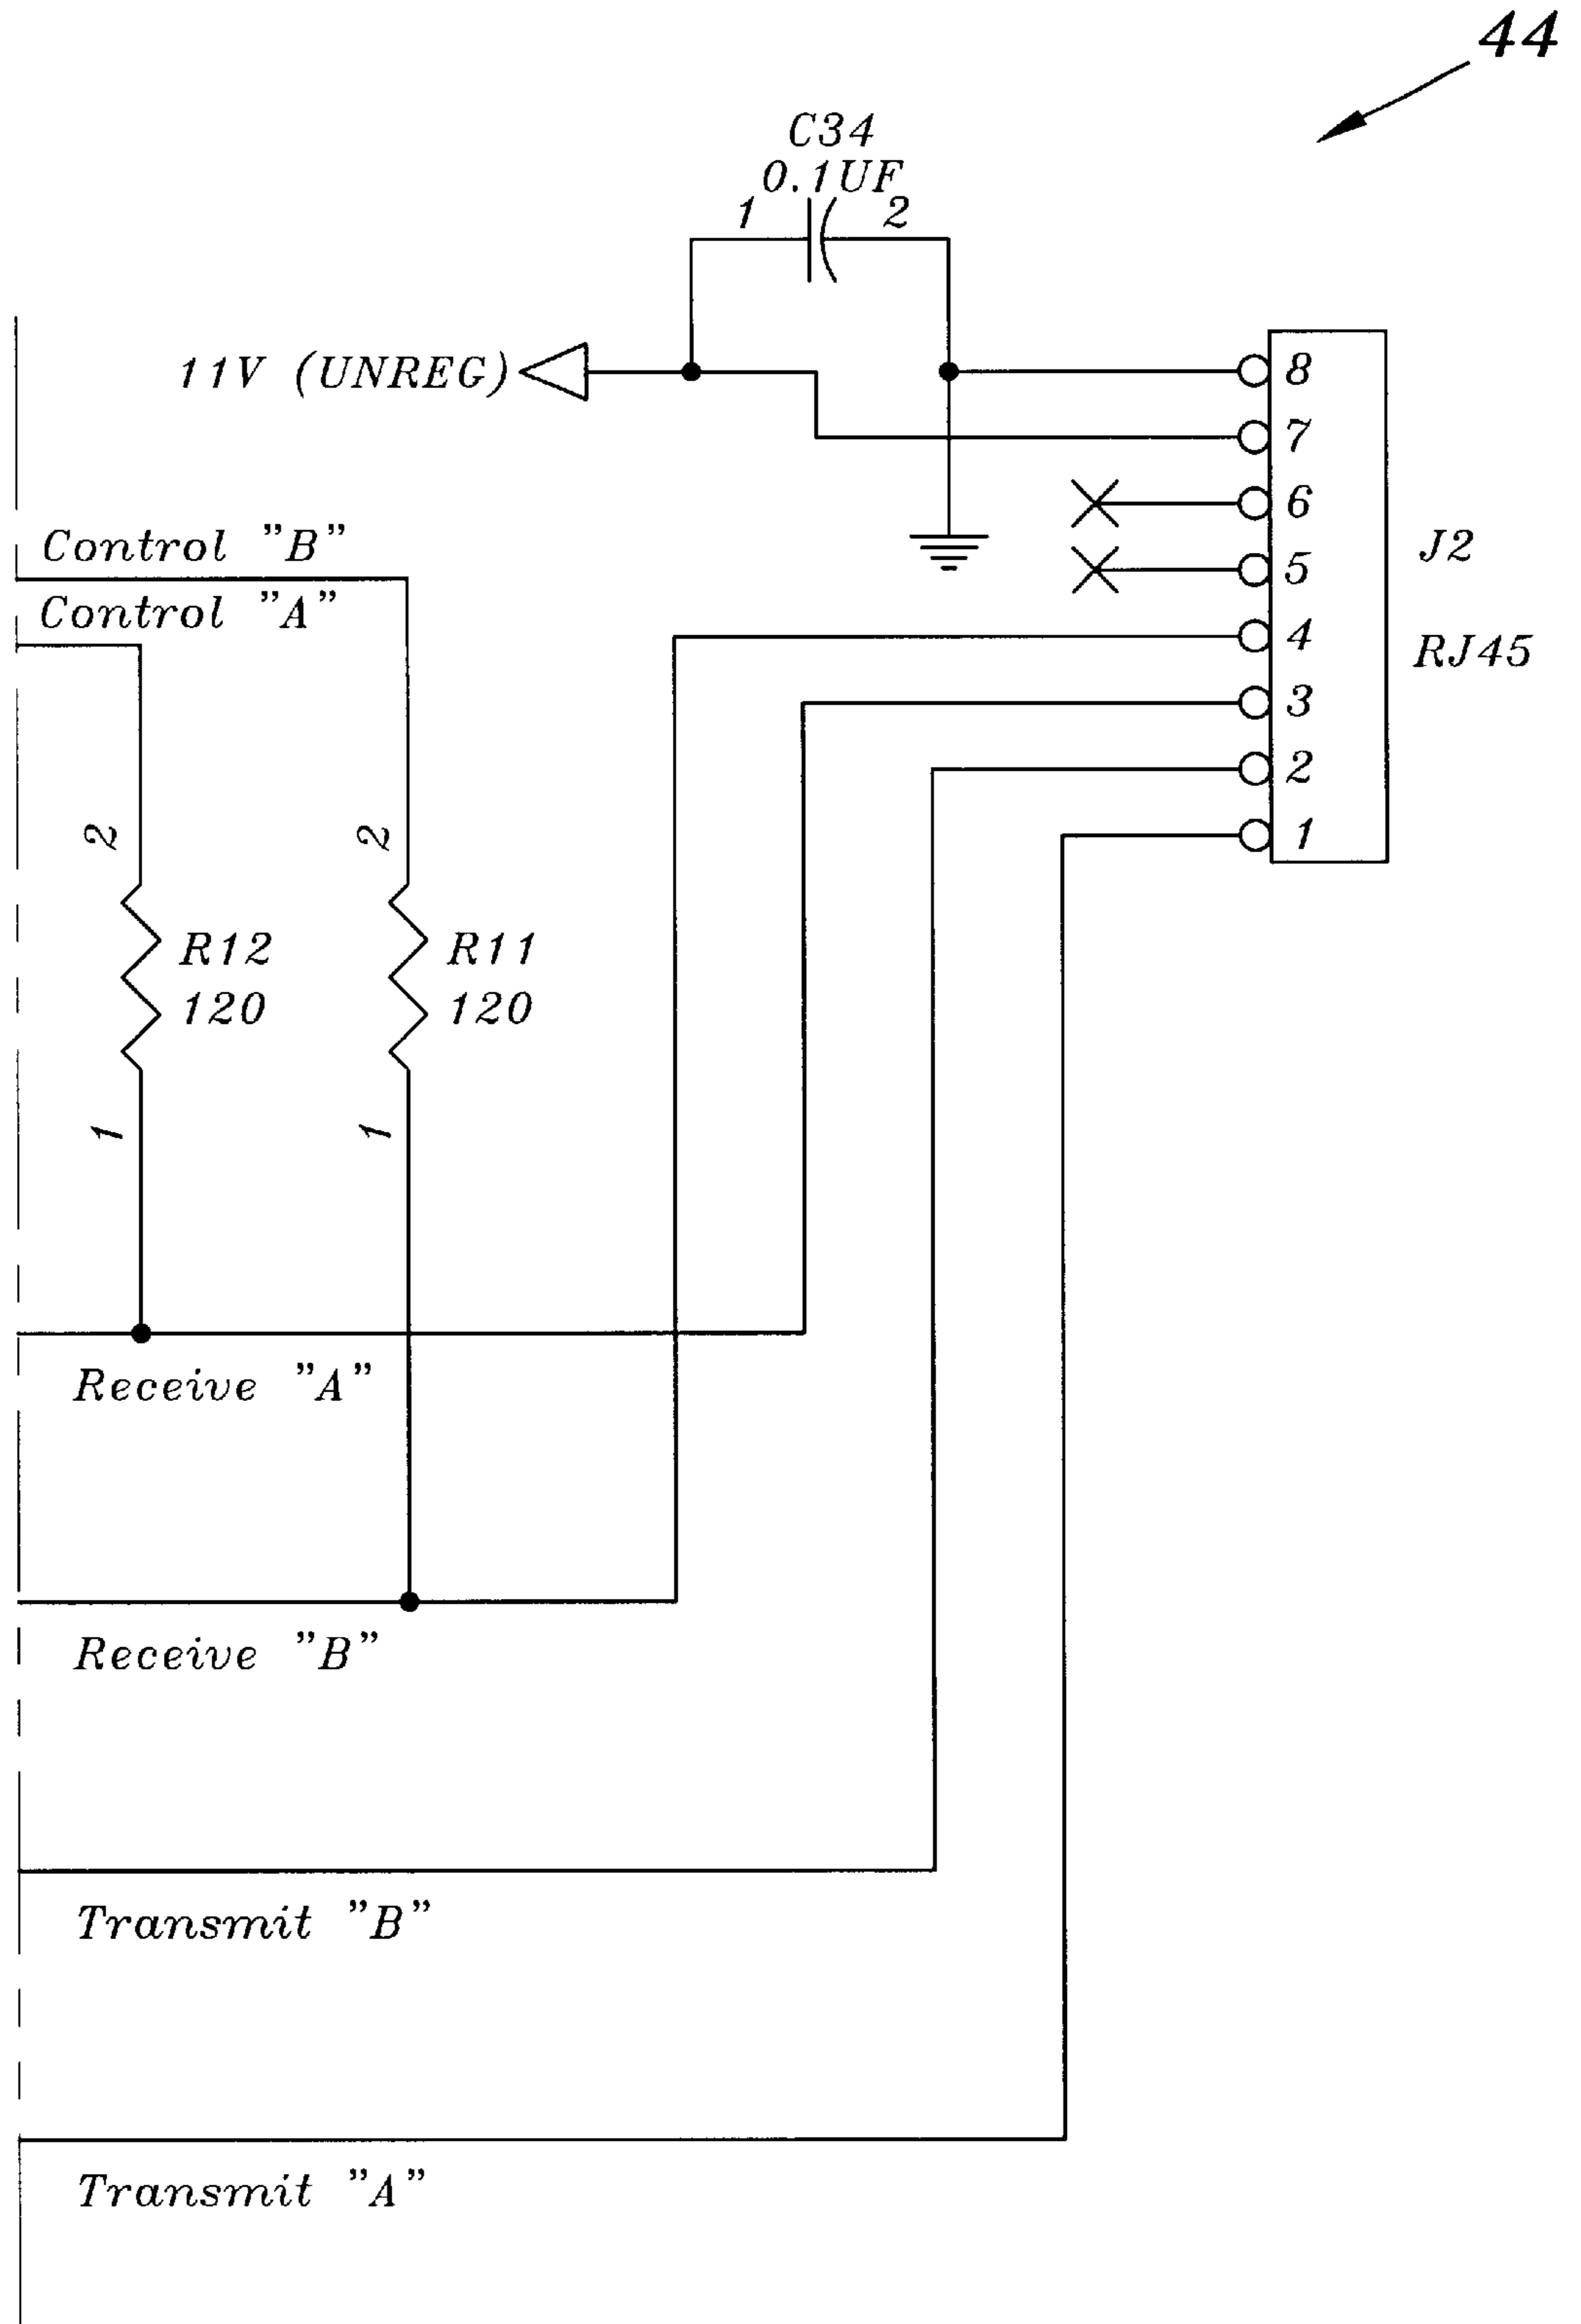 44
C34
0.1UF
1 2
11V (UNREG)
8
7
6
5
4
3
2
1
J2
RJ45
Control "B"
Control "A"
2
2
R12
120
R11
120
1
1
Receive "A"
Receive "B"
Transmit "B"
Transmit "A"